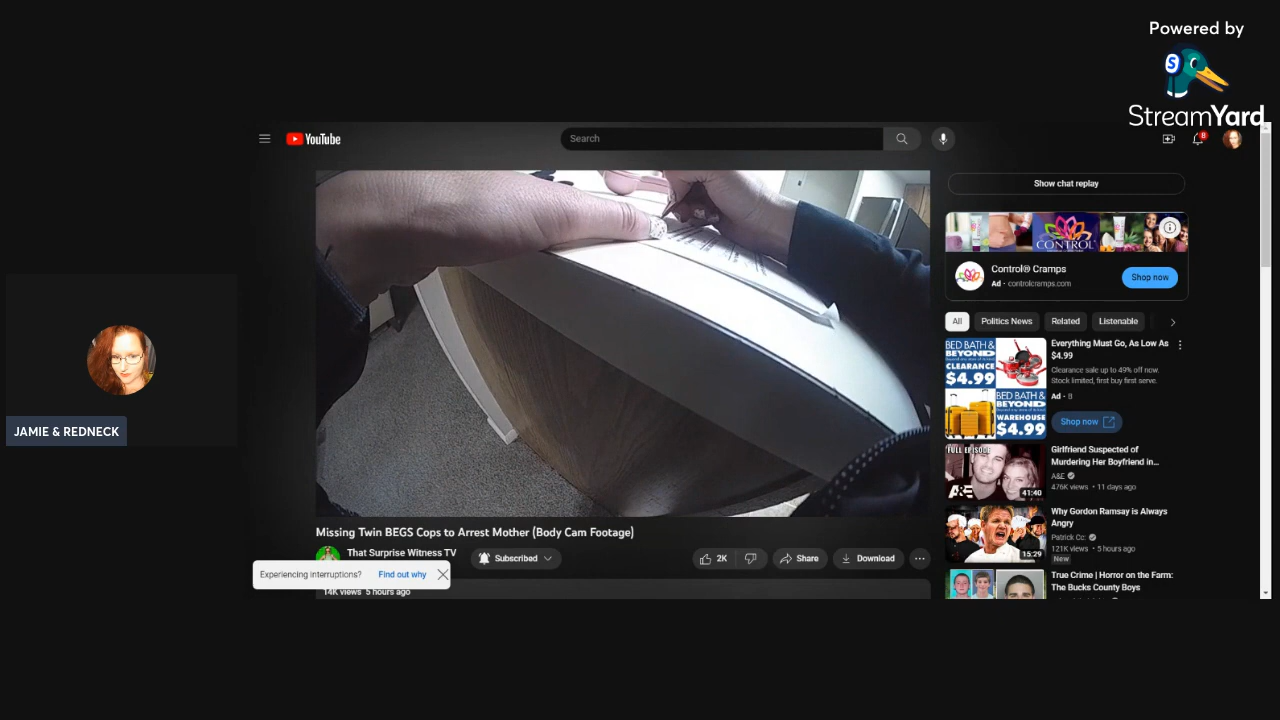 Powered by
StreamYard
YouTube
Search
8
Show chat replay
CONTROL
Control® Cramps
Ad · controlcramps.com
Shop now
All
Politics News
Related
Listenable
BED BATH &
BEYOND
CLEARANCE
$4.99
BED BATH &
BEYOND
WAREHOUSE
$4.99
Everything Must Go, As Low As
$4.99
Clearance sale up to 49% off now.
Stock limited, first buy first serve.
Ad · 8
Shop now
FULL EPISODE
A&E
41:40
Girlfriend Suspected of
Murdering Her Boyfriend in...
A&E
476K views · 11 days ago
15:29
Why Gordon Ramsay is Always
Angry
Patrick Cc:
121K views · 5 hours ago
New
True Crime | Horror on the Farm:
The Bucks County Boys
JAMIE & REDNECK
Missing Twin BEGS Cops to Arrest Mother (Body Cam Footage)
That Surprise Witness TV
Subscribed
2K
Share
Download
Experiencing interruptions?
Find out why
14K views 5 hours ago